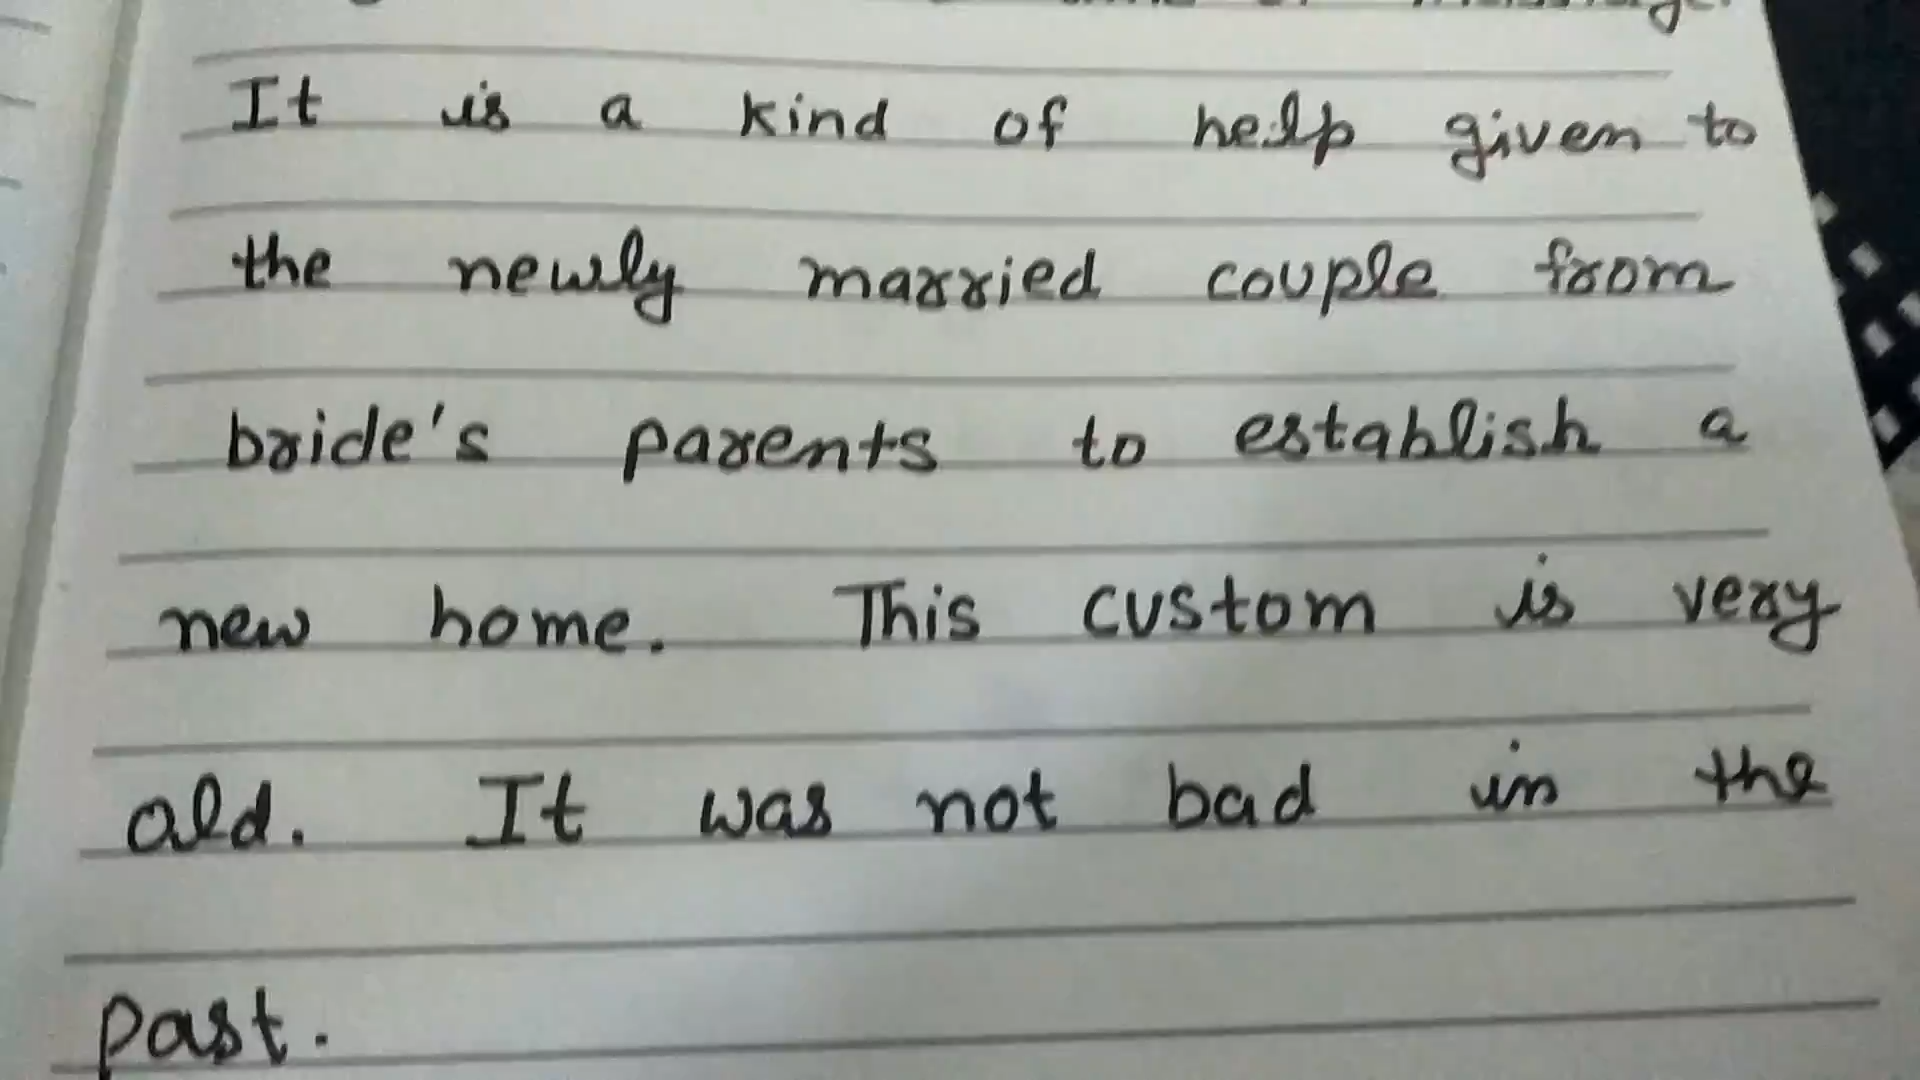 It is a kind of help given to
the newly married couple from
bride's parents to establish a
new home. This custom is very
old. It was not bad in the
past.